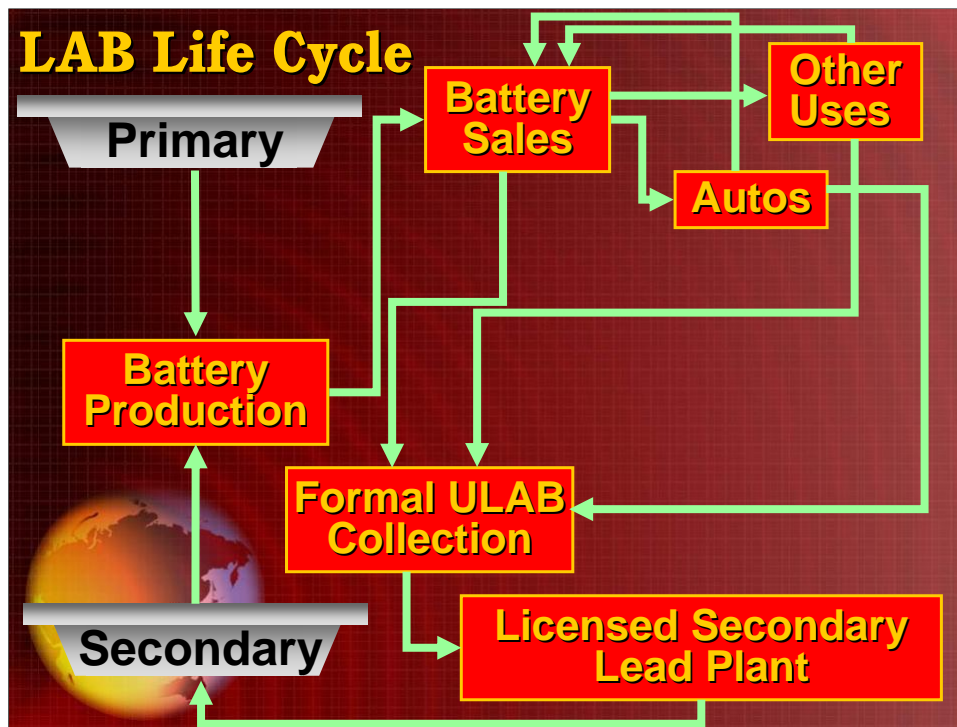 LAB Life Cycle
Primary
Battery
Sales
Other
Uses
Autos
Battery
Production
Formal ULAB
Collection
Secondary
Licensed Secondary
Lead Plant